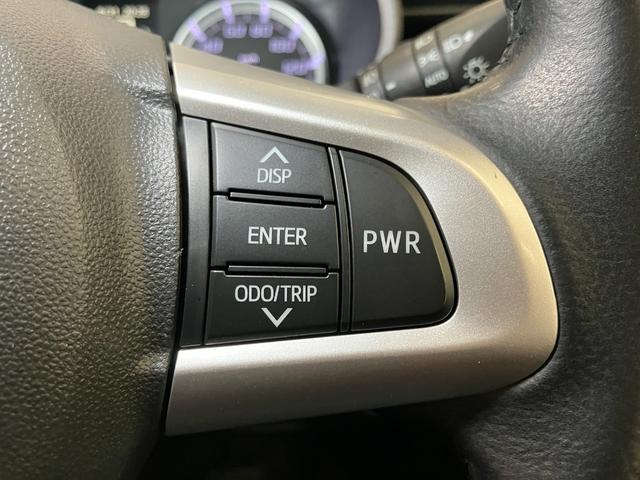 DISP
ENTER
PWR
ODO/TRIP
AUTO